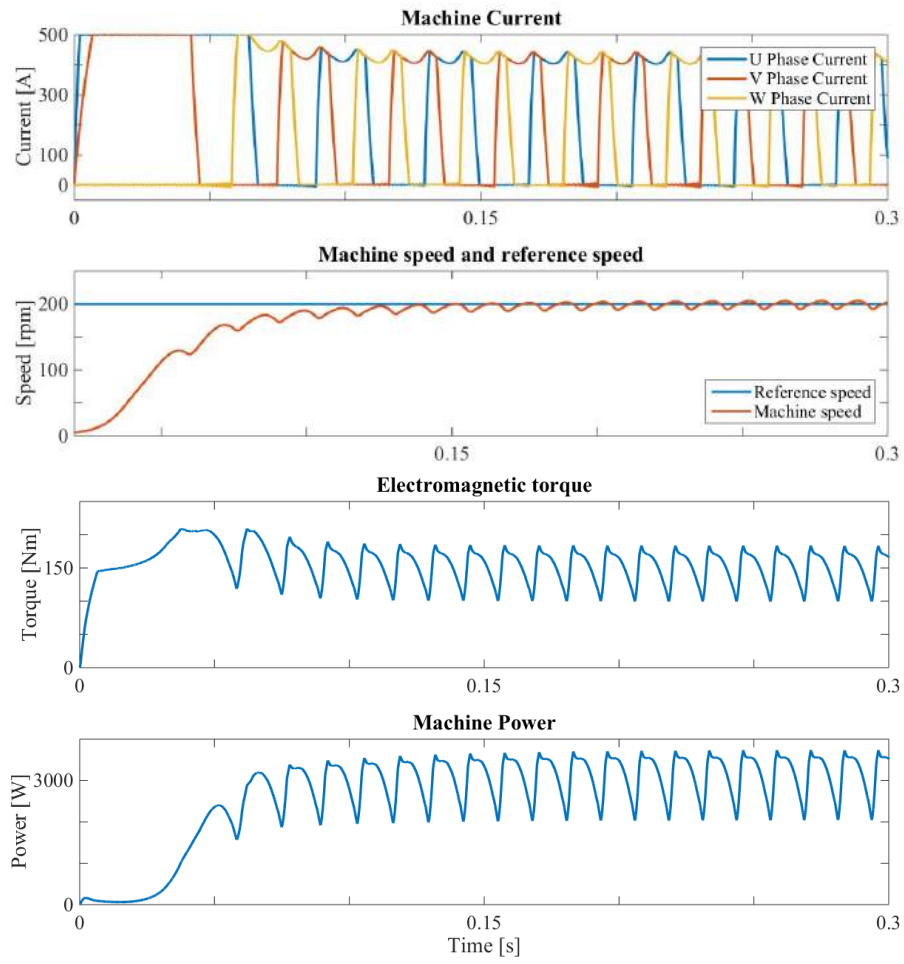 Machine Current
Current [A]
500
300
100
0
U Phase Current
V Phase Current
W Phase Current
0
0.15
0.3
Machine speed and reference speed
Speed [rpm]
200
100
0
Reference speed
Machine speed
0.15
0.3
Electromagnetic torque
Torque [Nm]
150
0
0
0.15
0.3
Machine Power
Power [W]
3000
0
0
0.15
0.3
Time [s]